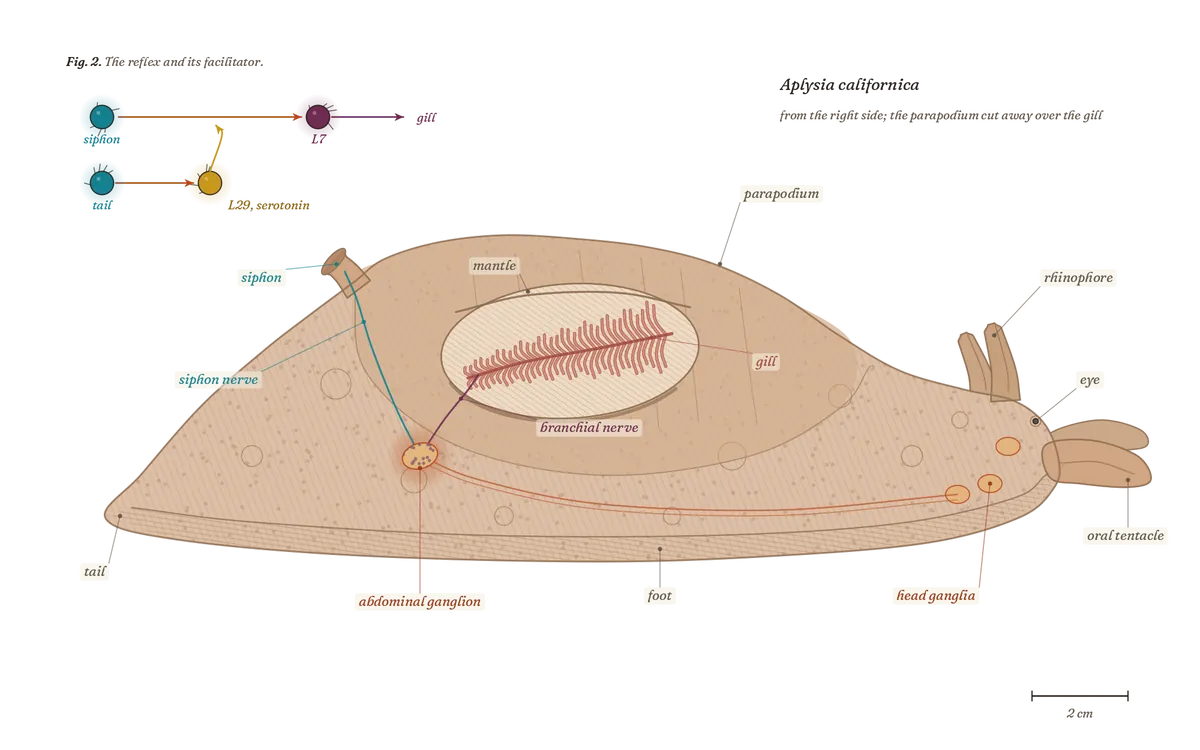 Fig. 2. The reflex and its facilitator.
Aplysia californica
from the right side; the parapodium cut away over the gill
siphon
L7
gill
tail
L29, serotonin
parapodium
mantle
siphon
rhinophore
siphon nerve
gill
eye
branchial nerve
oral tentacle
tail
abdominal ganglion
foot
head ganglia
2 cm